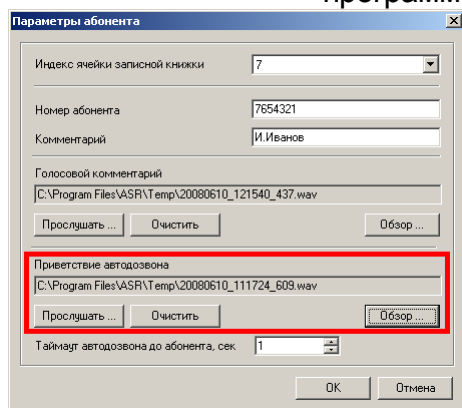 программ
Параметры абонента
Индекс ячейки записной книжки 7
Номер абонента 7654321
Комментарий И.Иванов
Голосовой комментарий
C:\Program Files\ASR\Temp\20080610_121540_437.wav
Прослушать ... Очистить Обзор ...
Приветствие автодозвона
C:\Program Files\ASR\Temp\20080610_111724_609.wav
Прослушать ... Очистить Обзор ...
Таймаут автодозвона до абонента, сек 1
OK Отмена